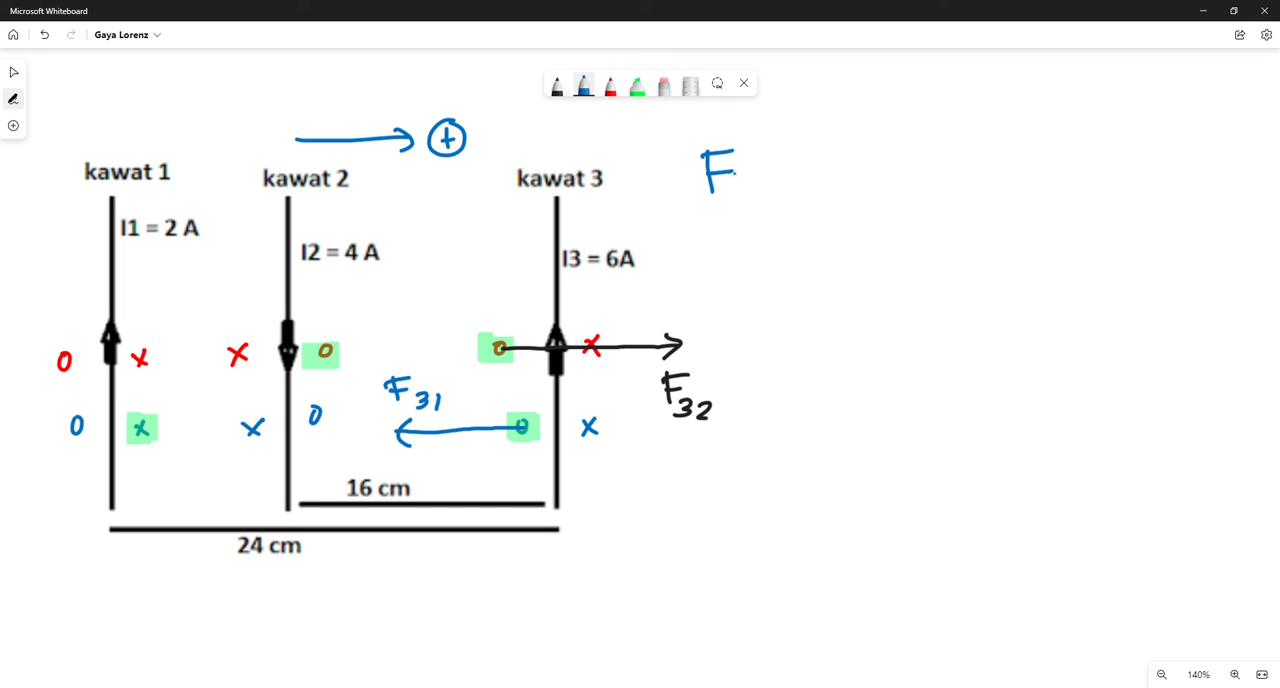 Microsoft Whiteboard
Gaya Lorenz
+
kawat 1
kawat 2
kawat 3
F
I1 = 2 A
I2 = 4 A
I3 = 6A
o x x o o x
F32
F31
o x x o o x
16 cm
24 cm
140%